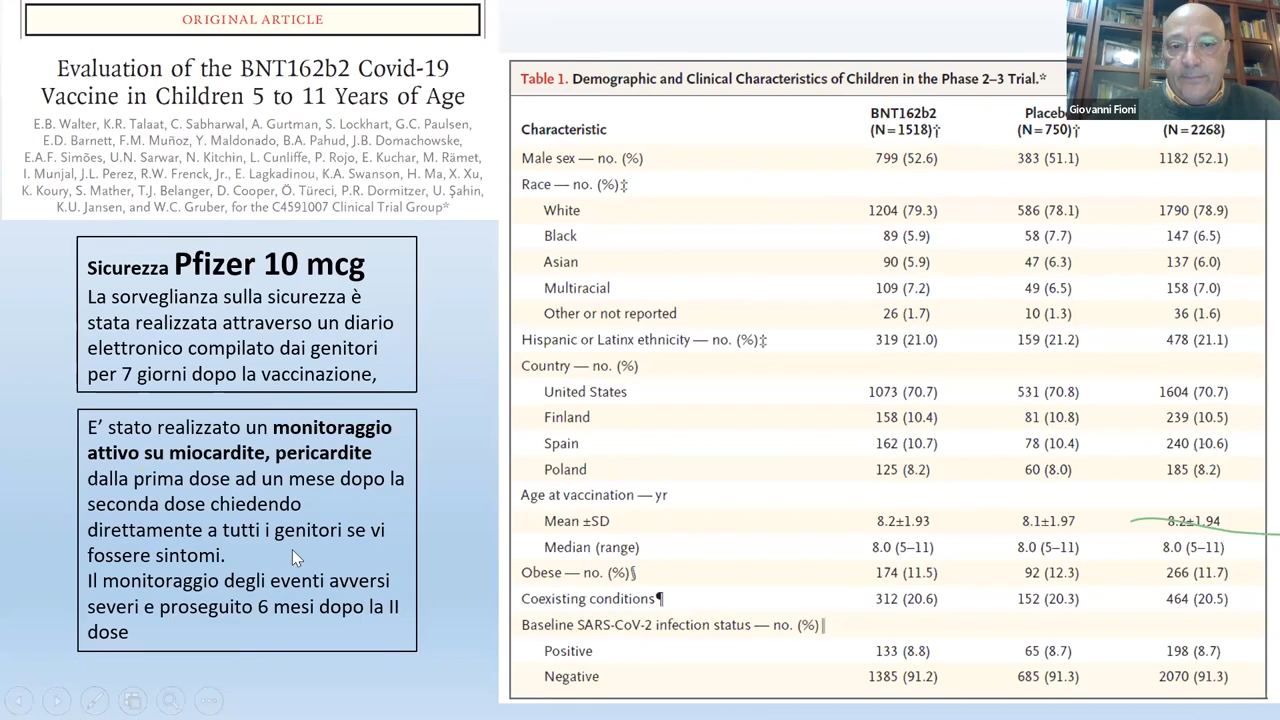 ORIGINAL ARTICLE
Evaluation of the BNT162b2 Covid-19
Vaccine in Children 5 to 11 Years of Age
E.B. Walter, K.R. Talaat, C. Sabharwal, A. Gurtman, S. Lockhart, G.C. Paulsen,
E.D. Barnett, F.M. Muñoz, Y. Maldonado, B.A. Pahud, J.B. Domachowske,
E.A.F. Simões, U.N. Sarwar, N. Kitchin, L. Cunliffe, P. Rojo, E. Kuchar, M. Rämet,
I. Munjal, J.L. Perez, R.W. Frenck, Jr., E. Lagkadinou, K.A. Swanson, H. Ma, X. Xu,
K. Koury, S. Mather, T.J. Belanger, D. Cooper, Ö. Türeci, P.R. Dormitzer, U. Şahin,
K.U. Jansen, and W.C. Gruber, for the C4591007 Clinical Trial Group*
Sicurezza Pfizer 10 mcg
La sorveglianza sulla sicurezza è
stata realizzata attraverso un diario
elettronico compilato dai genitori
per 7 giorni dopo la vaccinazione,
E’ stato realizzato un monitoraggio
attivo su miocardite, pericardite
dalla prima dose ad un mese dopo la
seconda dose chiedendo
direttamente a tutti i genitori se vi
fossero sintomi.
Il monitoraggio degli eventi avversi
severi e proseguito 6 mesi dopo la II
dose
Table 1. Demographic and Clinical Characteristics of Children in the Phase 2–3 Trial.*
Giovanni Fioni
Characteristic BNT162b2 (N=1518)† (N=750)† (N=2268)
Male sex — no. (%) 799 (52.6) 383 (51.1) 1182 (52.1)
Race — no. (%)‡
White 1204 (79.3) 586 (78.1) 1790 (78.9)
Black 89 (5.9) 58 (7.7) 147 (6.5)
Asian 90 (5.9) 47 (6.3) 137 (6.0)
Multiracial 109 (7.2) 49 (6.5) 158 (7.0)
Other or not reported 26 (1.7) 10 (1.3) 36 (1.6)
Hispanic or Latinx ethnicity — no. (%)‡ 319 (21.0) 159 (21.2) 478 (21.1)
Country — no. (%)
United States 1073 (70.7) 531 (70.8) 1604 (70.7)
Finland 158 (10.4) 81 (10.8) 239 (10.5)
Spain 162 (10.7) 78 (10.4) 240 (10.6)
Poland 125 (8.2) 60 (8.0) 185 (8.2)
Age at vaccination — yr
Mean ±SD 8.2±1.93 8.1±1.97 8.2±1.94
Median (range) 8.0 (5–11) 8.0 (5–11) 8.0 (5–11)
Obese — no. (%)§ 174 (11.5) 92 (12.3) 266 (11.7)
Coexisting conditions¶ 312 (20.6) 152 (20.3) 464 (20.5)
Baseline SARS-CoV-2 infection status — no. (%)‖
Positive 133 (8.8) 65 (8.7) 198 (8.7)
Negative 1385 (91.2) 685 (91.3) 2070 (91.3)